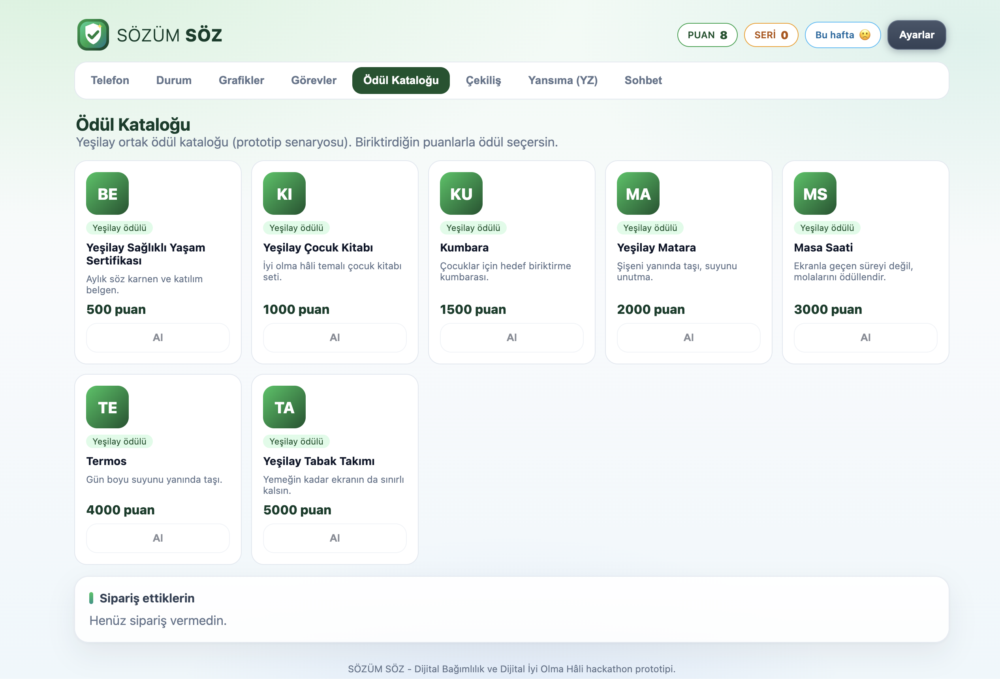 SÖZÜM SÖZ
PUAN 8
SERİ 0
Bu hafta
Ayarlar
Telefon
Durum
Grafikler
Görevler
Ödül Kataloğu
Çekiliş
Yansıma (YZ)
Sohbet
Ödül Kataloğu
Yeşilay ortak ödül kataloğu (prototip senaryosu). Biriktirdiğin puanlarla ödül seçersin.
BE
Yeşilay ödülü
Yeşilay Sağlıklı Yaşam
Sertifikası
Aylık söz karnen ve katılım
belgen.
500 puan
Al
KI
Yeşilay ödülü
Yeşilay Çocuk Kitabı
İyi olma hâli temalı çocuk kitabı
seti.
1000 puan
Al
KU
Yeşilay ödülü
Kumbara
Çocuklar için hedef biriktirme
kumbarası.
1500 puan
Al
MA
Yeşilay ödülü
Yeşilay Matara
Şişeni yanında taşı, suyunu
unutma.
2000 puan
Al
MS
Yeşilay ödülü
Masa Saati
Ekranla geçen süreyi değil,
molalarını ödüllendir.
3000 puan
Al
TE
Yeşilay ödülü
Termos
Gün boyu suyunu yanında taşı.
4000 puan
Al
TA
Yeşilay ödülü
Yeşilay Tabak Takımı
Yemeğin kadar ekranın da sınırlı
kalsın.
5000 puan
Al
Sipariş ettiklerin
Henüz sipariş vermedin.
SÖZÜM SÖZ - Dijital Bağımlılık ve Dijital İyi Olma Hâli hackathon prototipi.